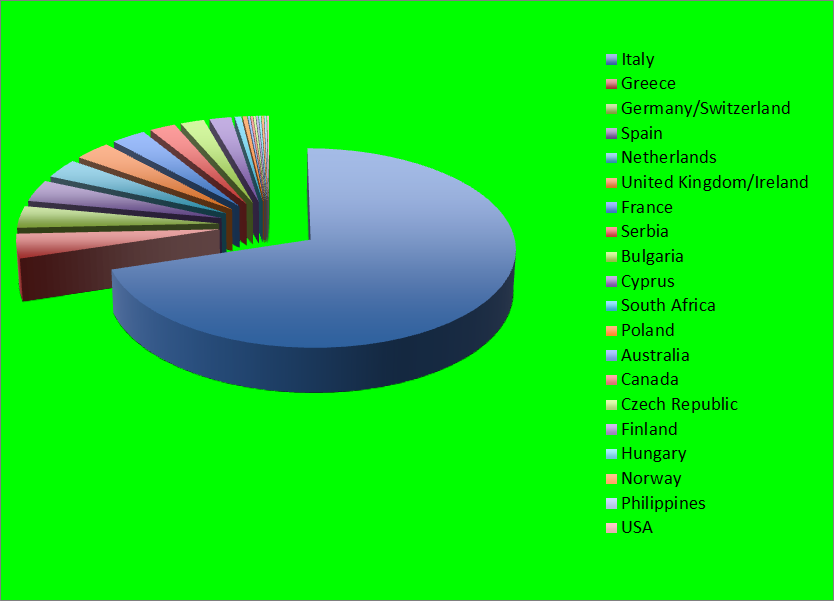 Italy
Greece
Germany/Switzerland
Spain
Netherlands
United Kingdom/Ireland
France
Serbia
Bulgaria
Cyprus
South Africa
Poland
Australia
Canada
Czech Republic
Finland
Hungary
Norway
Philippines
USA